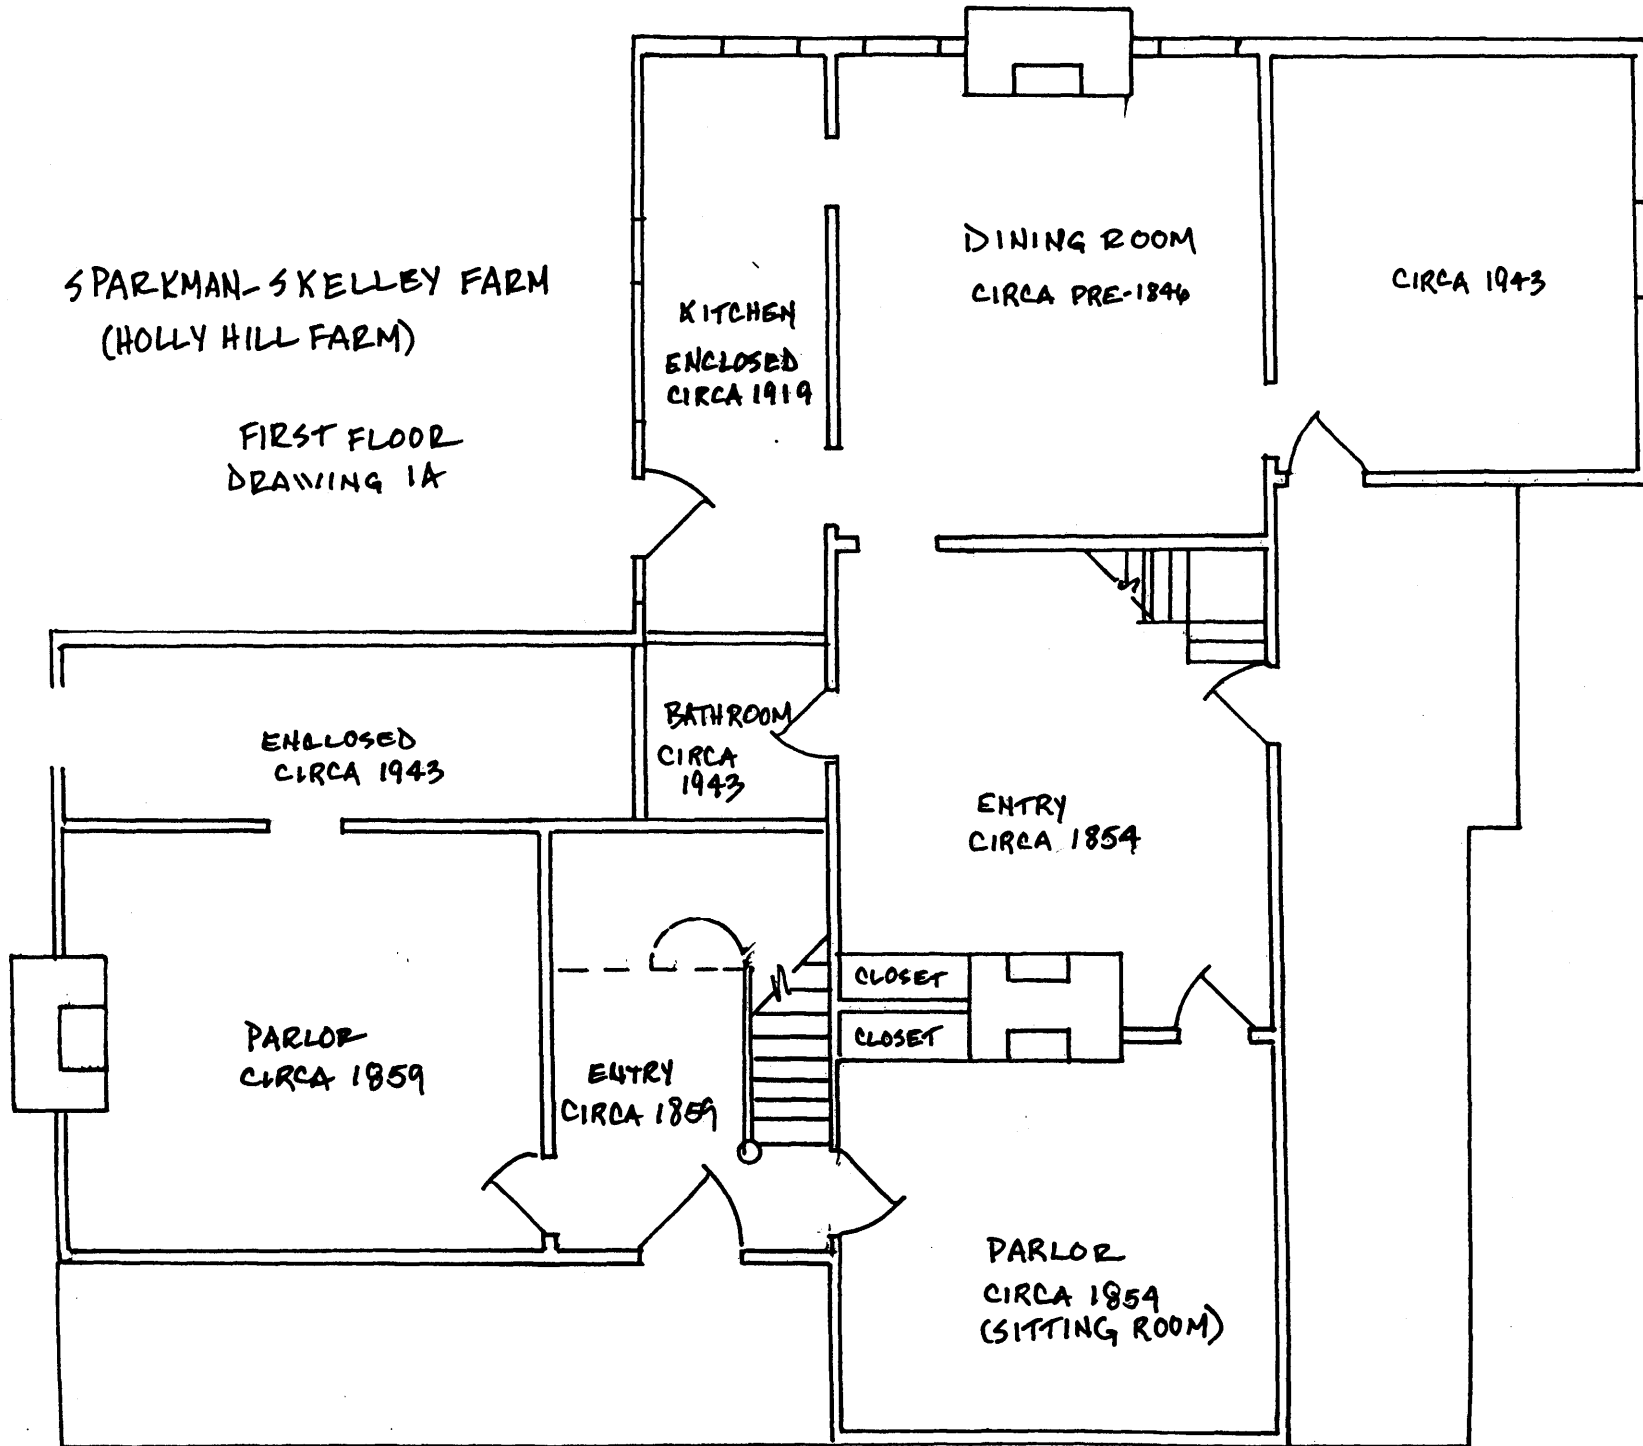 SPARKMAN-SKELLEY FARM
(HOLLY HILL FARM)
FIRST FLOOR
DRAWING 1A
KITCHEN
ENCLOSED
CIRCA 1919
DINING ROOM
CIRCA PRE-1846
CIRCA 1943
ENCLOSED
CIRCA 1943
BATHROOM
CIRCA
1943
ENTRY
CIRCA 1854
CLOSET
CLOSET
PARLOR
CIRCA 1859
ENTRY
CIRCA 1859
PARLOR
CIRCA 1854
(SITTING ROOM)